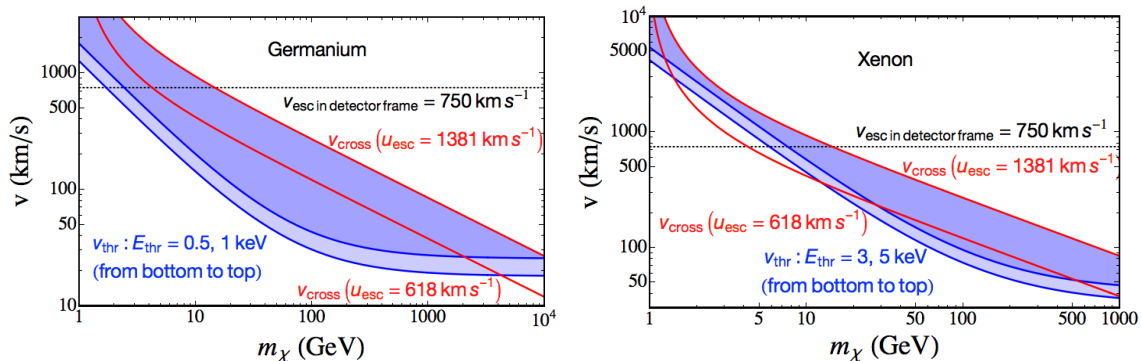 Germanium
v_esc in detector frame = 750 km s⁻¹
v_cross (u_esc = 1381 km s⁻¹)
v_thr : E_thr = 0.5, 1 keV
(from bottom to top)
v_cross (u_esc = 618 km s⁻¹)
v (km/s)
1000
500
100
50
10
1
10
100
1000
10⁴
m_χ (GeV)
Xenon
v_esc in detector frame = 750 km s⁻¹
v_cross (u_esc = 1381 km s⁻¹)
v_cross (u_esc = 618 km s⁻¹)
v_thr : E_thr = 3, 5 keV
(from bottom to top)
v (km/s)
10⁴
5000
1000
500
100
50
1
5
10
50
100
500
1000
m_χ (GeV)